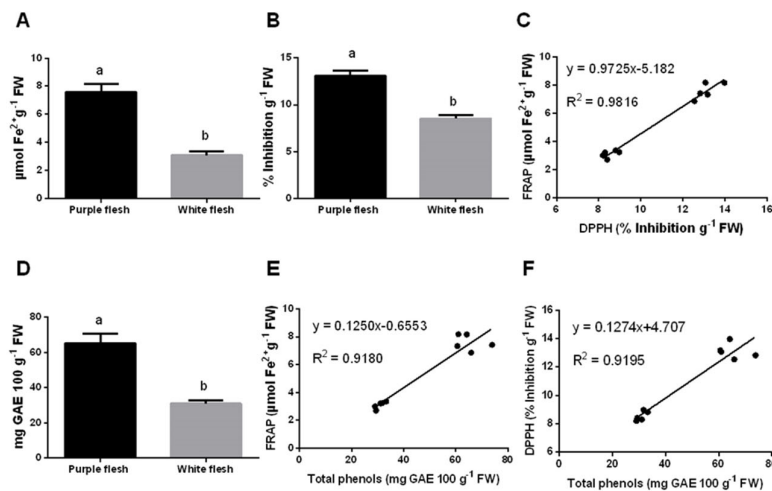 A
µmol Fe²⁺g⁻¹ FW
8
6
4
2
0
a
b
Purple flesh
White flesh
B
% Inhibition g⁻¹ FW
15
10
5
0
a
b
Purple flesh
White flesh
C
FRAP (µmol Fe²⁺g⁻¹ FW)
10
8
6
4
2
0
y = 0.9725x-5.182
R² = 0.9816
6
8
10
12
14
16
DPPH (% Inhibition g⁻¹ FW)
D
mg GAE 100 g⁻¹ FW
80
60
40
20
0
a
b
Purple flesh
White flesh
E
FRAP (µmol Fe²⁺g⁻¹ FW)
10
8
6
4
2
0
y = 0.1250x-0.6553
R² = 0.9180
0
20
40
60
80
Total phenols (mg GAE 100 g⁻¹ FW)
F
DPPH (% Inhibition g⁻¹ FW)
16
14
12
10
8
6
y = 0.1274x+4.707
R² = 0.9195
0
20
40
60
80
Total phenols (mg GAE 100 g⁻¹ FW)